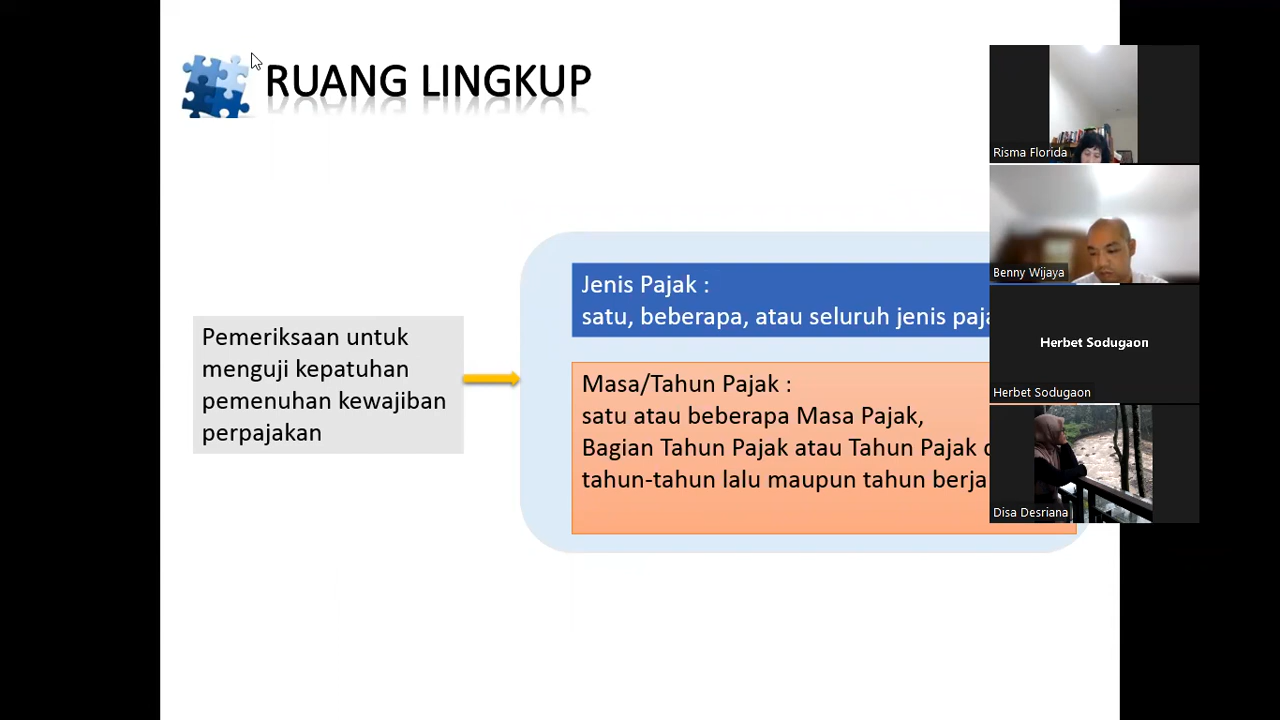 RUANG LINGKUP
Pemeriksaan untuk
menguji kepatuhan
pemenuhan kewajiban
perpajakan
Jenis Pajak :
satu, beberapa, atau seluruh jenis
Masa/Tahun Pajak :
satu atau beberapa Masa Pajak,
Bagian Tahun Pajak atau Tahun Pajak
tahun-tahun lalu maupun tahun
Risma Florida
Benny Wijaya
Herbet Sodugaon
Herbet Sodugaon
Disa Desriana